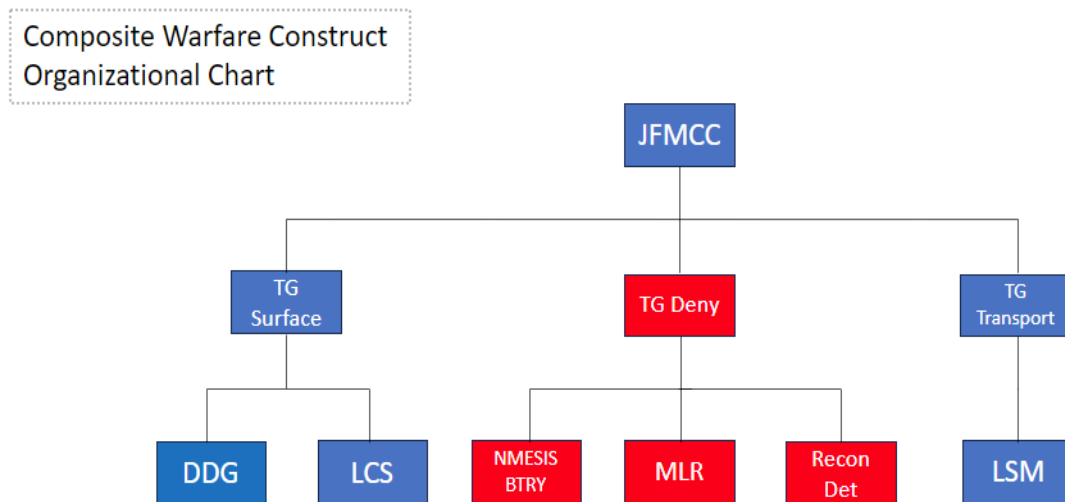 Composite Warfare Construct
Organizational Chart
JFMCC
TG
Surface
TG Deny
TG
Transport
DDG
LCS
NMESIS
BTRY
MLR
Recon
Det
LSM